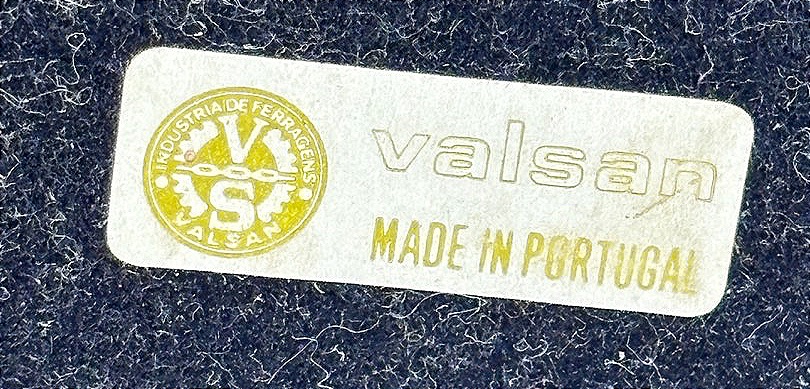 INDUSTRIA DE FERRAGENS
V
S
VALSAN
valsan
MADE IN PORTUGAL